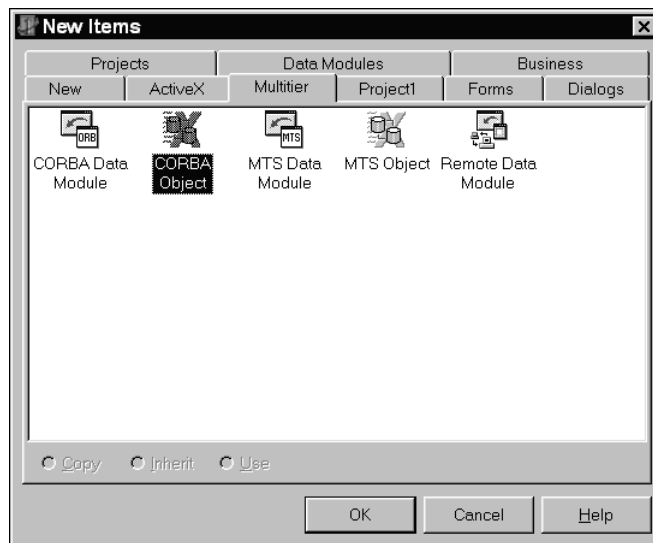 New Items
Projects Data Modules Business
New ActiveX Multitier Project1 Forms Dialogs
ORB MTS
CORBA Data Module
CORBA Object
MTS Data Module
MTS Object
Remote Data Module
Copy Inherit Use
OK Cancel Help